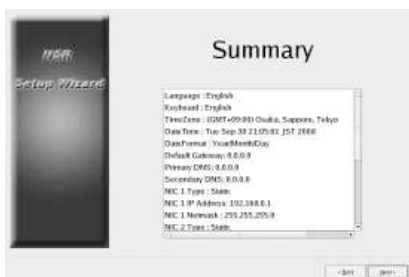 NSR
Setup Wizard
Summary
Language : English
Keyboard : English
TimeZone : (GMT+09:00) Osaka, Sapporo, Tokyo
DateTime : Tue Sep 30 21:05:01 JST 2008
DateFormat : Year/Month/Day
Default Gateway: 0.0.0.0
Primary DNS: 0.0.0.0
Secondary DNS: 0.0.0.0
NIC 1 Type : Static
NIC 1 IP Address: 192.168.0.1
NIC 1 Netmask : 255.255.255.0
NIC 2 Type : Static